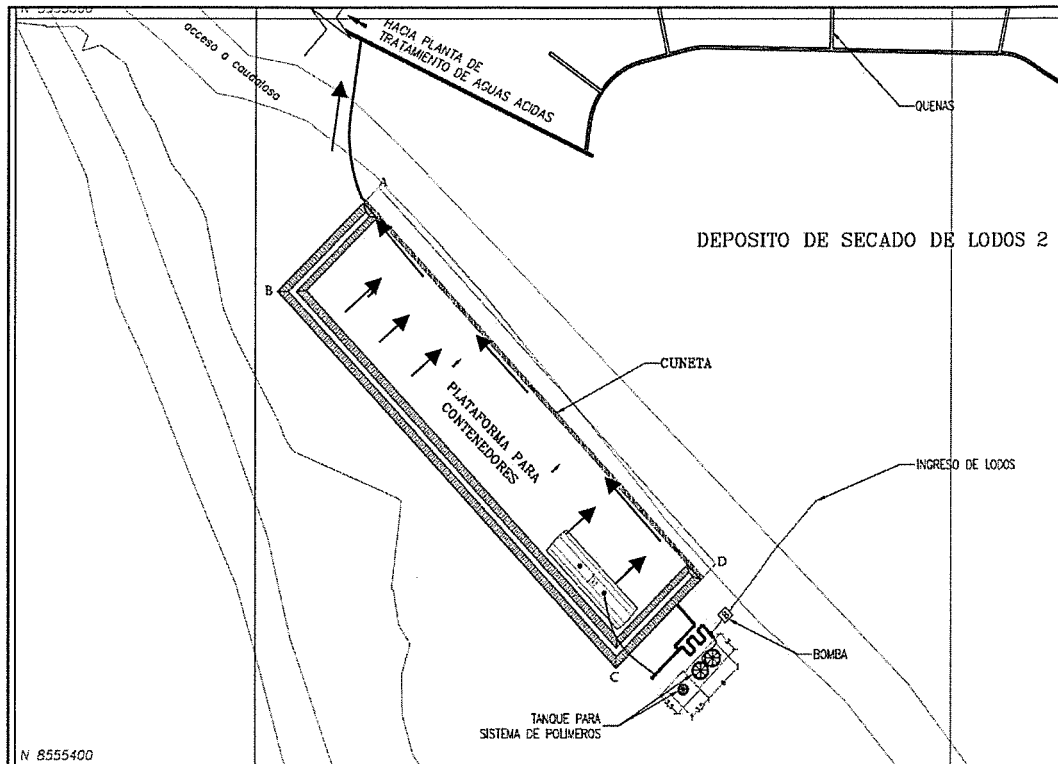 acceso a caudalosa
HACIA PLANTA DE
TRATAMIENTO DE AGUAS ACIDAS
QUENAS
A
DEPOSITO DE SECADO DE LODOS 2
B
CUNETA
PLATAFORMA PARA
CONTENEDORES
INGRESO DE LODOS
D
BOMBA
C
TANQUE PARA
SISTEMA DE POLIMEROS
N 8555400